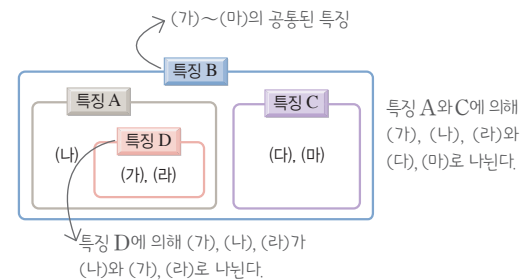 (가)~(마)의 공통된 특징
특징 B
특징 A
특징 C
특징 D
(나)
(가), (라)
(다), (마)
특징 A와 C에 의해
(가), (나), (라)와
(다), (마)로 나뉜다.
특징 D에 의해 (가), (나), (라)가
(나)와 (가), (라)로 나뉜다.